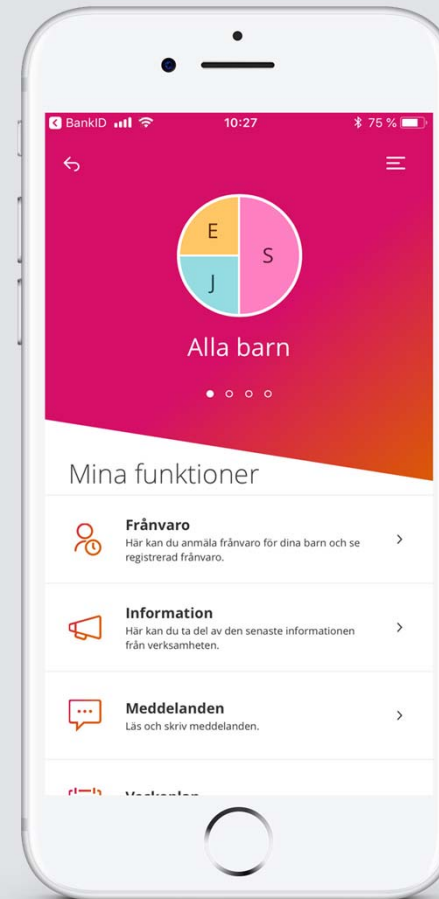 BankID 10:27 75 %
E
S
J
Alla barn
Mina funktioner
Frånvaro
Här kan du anmäla frånvaro för dina barn och se
registrerad frånvaro.
Information
Här kan du ta del av den senaste informationen
från verksamheten.
Meddelanden
Läs och skriv meddelanden.